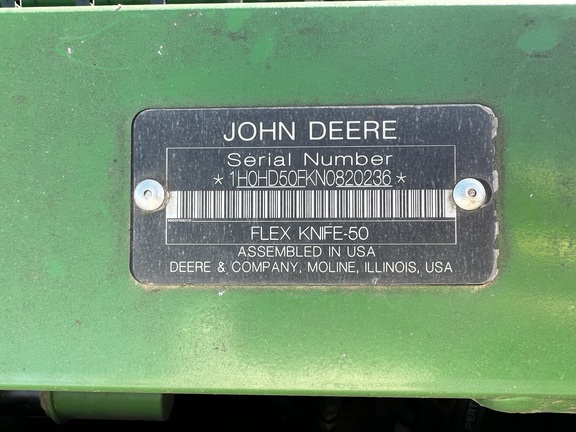 JOHN DEERE
Serial Number
*1H0HD50FKN0820236*
FLEX KNIFE-50
ASSEMBLED IN USA
DEERE & COMPANY, MOLINE, ILLINOIS, USA